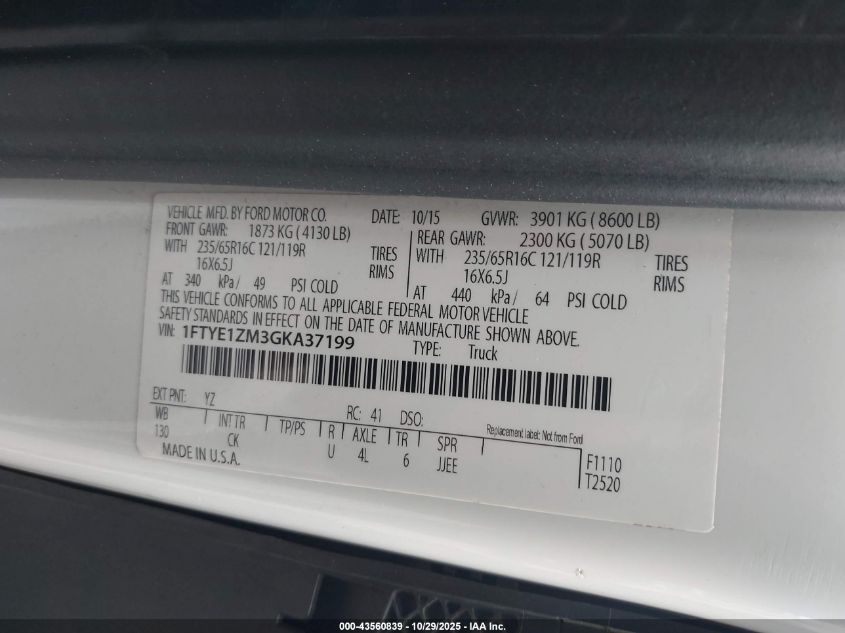 VEHICLE MFD. BY FORD MOTOR CO. DATE: 10/15 GVWR: 3901 KG ( 8600 LB)
FRONT GAWR: 1873 KG ( 4130 LB)
WITH 235/65R16C 121/119R TIRES
16X6.5J RIMS
AT 340 kPa/ 49 PSI COLD
REAR GAWR: 2300 KG ( 5070 LB)
WITH 235/65R16C 121/119R TIRES
16X6.5J RIMS
AT 440 kPa/ 64 PSI COLD
THIS VEHICLE CONFORMS TO ALL APPLICABLE FEDERAL MOTOR VEHICLE
SAFETY STANDARDS IN EFFECT ON THE DATE OF MANUFACTURE SHOWN ABOVE.
VIN: 1FTYE1ZM3GKA37199
TYPE: Truck
EXT PNT: YZ RC: 41 DSO:
WB INT TR TP/PS R AXLE TR SPR
130 CK U 4L 6 JJEE
Replacement label: Not from Ford
F1110
T2520
MADE IN U.S.A.
000-43560839 - 10/29/2025 - IAA Inc.